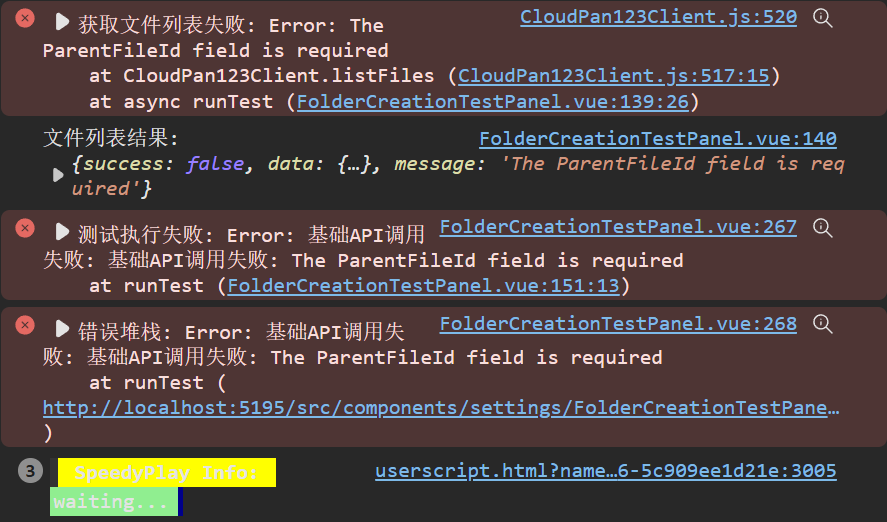 获取文件列表失败: Error: The CloudPan123Client.js:520
ParentFileId field is required
at CloudPan123Client.listFiles (CloudPan123Client.js:517:15)
at async runTest (FolderCreationTestPanel.vue:139:26)
文件列表结果: FolderCreationTestPanel.vue:140
{success: false, data: {…}, message: 'The ParentFileId field is req
uired'}
测试执行失败: Error: 基础API调用 FolderCreationTestPanel.vue:267
失败: 基础API调用失败: The ParentFileId field is required
at runTest (FolderCreationTestPanel.vue:151:13)
错误堆栈: Error: 基础API调用失 FolderCreationTestPanel.vue:268
败: 基础API调用失败: The ParentFileId field is required
at runTest (
http://localhost:5195/src/components/settings/FolderCreationTestPane…
)
3 SpeedyPlay Info: userscript.html?name…6-5c909ee1d21e:3005
waiting...